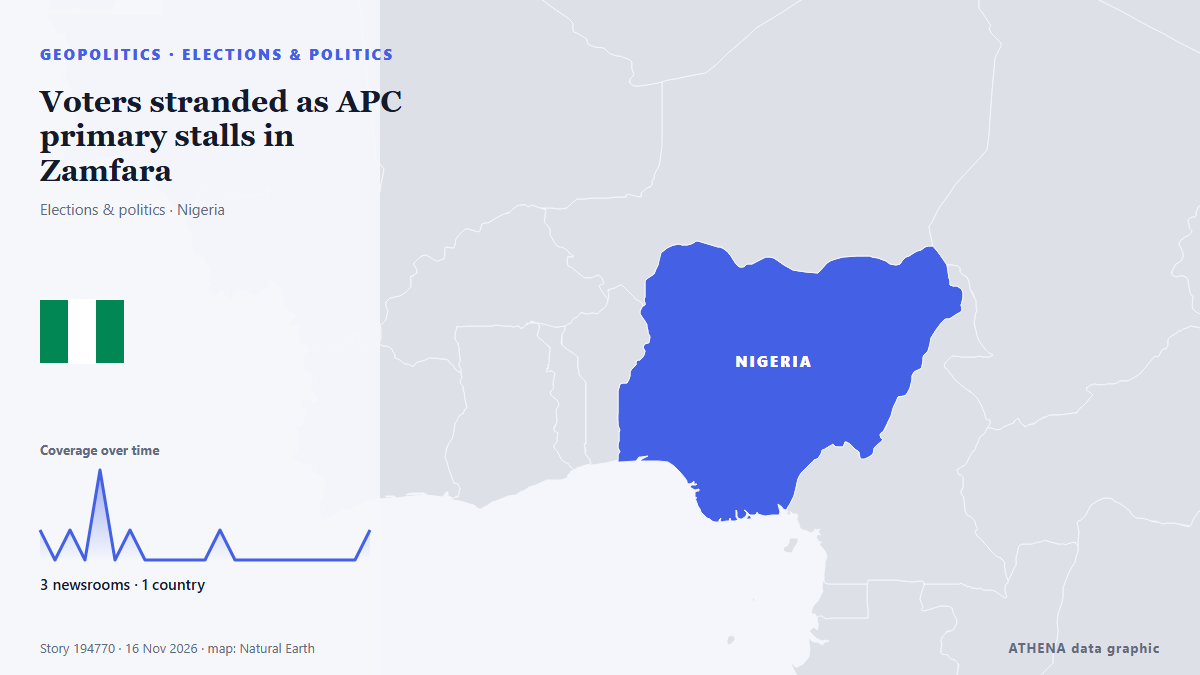 GEOPOLITICS · ELECTIONS & POLITICS
Voters stranded as APC
primary stalls in
Zamfara
Elections & politics · Nigeria
NIGERIA
Coverage over time
3 newsrooms · 1 country
Story 194770 · 16 Nov 2026 · map: Natural Earth
ATHENA data graphic